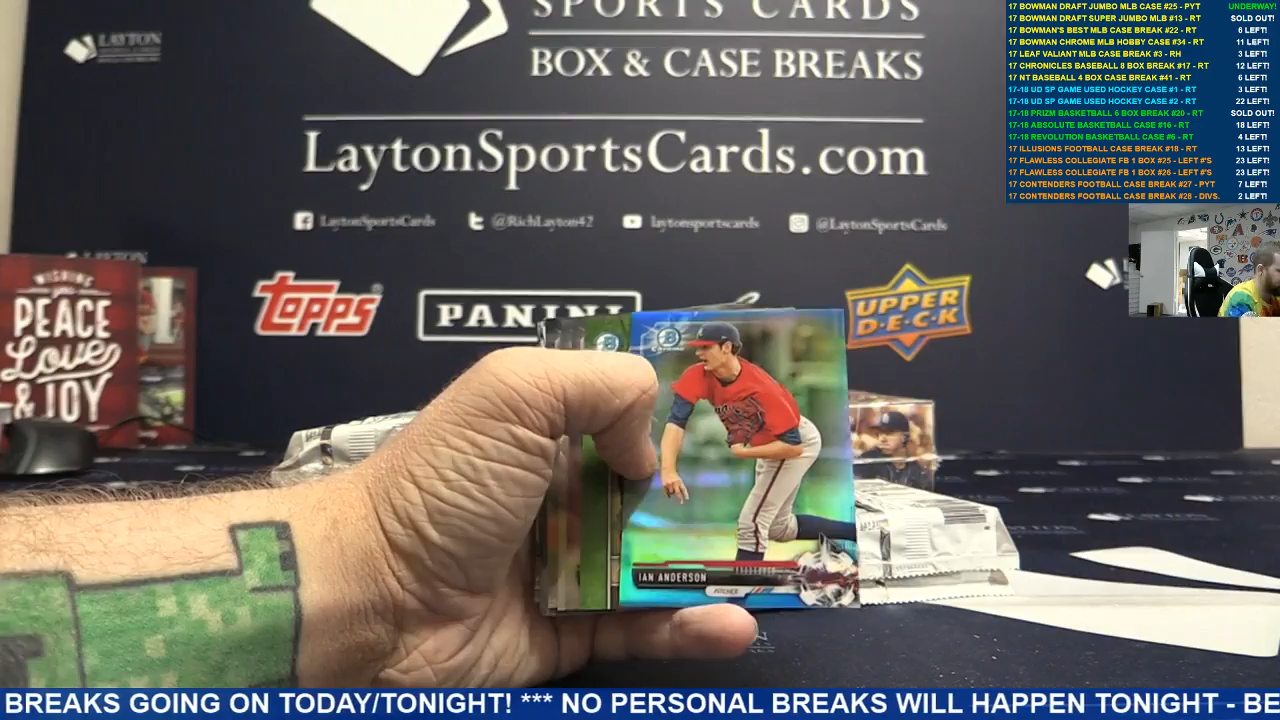 SPORTS CARDS
BOX & CASE BREAKS
LaytonSportsCards.com
LaytonSportsCards
@RichLayton42
laytonsportscards
@LaytonSportsCards
LAYTON
topps
PANINI
UPPER
D·E·C·K
WISHING
you
PEACE
Love
& JOY
B
Chrome
IAN ANDERSON
PITCHER
17 BOWMAN DRAFT JUMBO MLB CASE #25 - PYT UNDERWAY!
17 BOWMAN DRAFT SUPER JUMBO MLB #13 - RT SOLD OUT!
17 BOWMAN'S BEST MLB CASE BREAK #22 - RT 6 LEFT!
17 BOWMAN CHROME MLB HOBBY CASE #34 - RT 11 LEFT!
17 LEAF VALIANT MLB CASE BREAK #3 - RH 3 LEFT!
17 CHRONICLES BASEBALL 8 BOX BREAK #17 - RT 12 LEFT!
17 NT BASEBALL 4 BOX CASE BREAK #41 - RT 6 LEFT!
17-18 UD SP GAME USED HOCKEY CASE #1 - RT 3 LEFT!
17-18 UD SP GAME USED HOCKEY CASE #2 - RT 22 LEFT!
17-18 PRIZM BASKETBALL 6 BOX BREAK #20 - RT SOLD OUT!
17-18 ABSOLUTE BASKETBALL CASE #16 - RT 18 LEFT!
17-18 REVOLUTION BASKETBALL CASE #6 - RT 4 LEFT!
17 ILLUSIONS FOOTBALL CASE BREAK #18 - RT 13 LEFT!
17 FLAWLESS COLLEGIATE FB 1 BOX #25 - LEFT #'S 23 LEFT!
17 FLAWLESS COLLEGIATE FB 1 BOX #26 - LEFT #'S 23 LEFT!
17 CONTENDERS FOOTBALL CASE BREAK #27 - PYT 7 LEFT!
17 CONTENDERS FOOTBALL CASE BREAK #28 - DIVS. 2 LEFT!
BREAKS GOING ON TODAY/TONIGHT! *** NO PERSONAL BREAKS WILL HAPPEN TONIGHT - BE